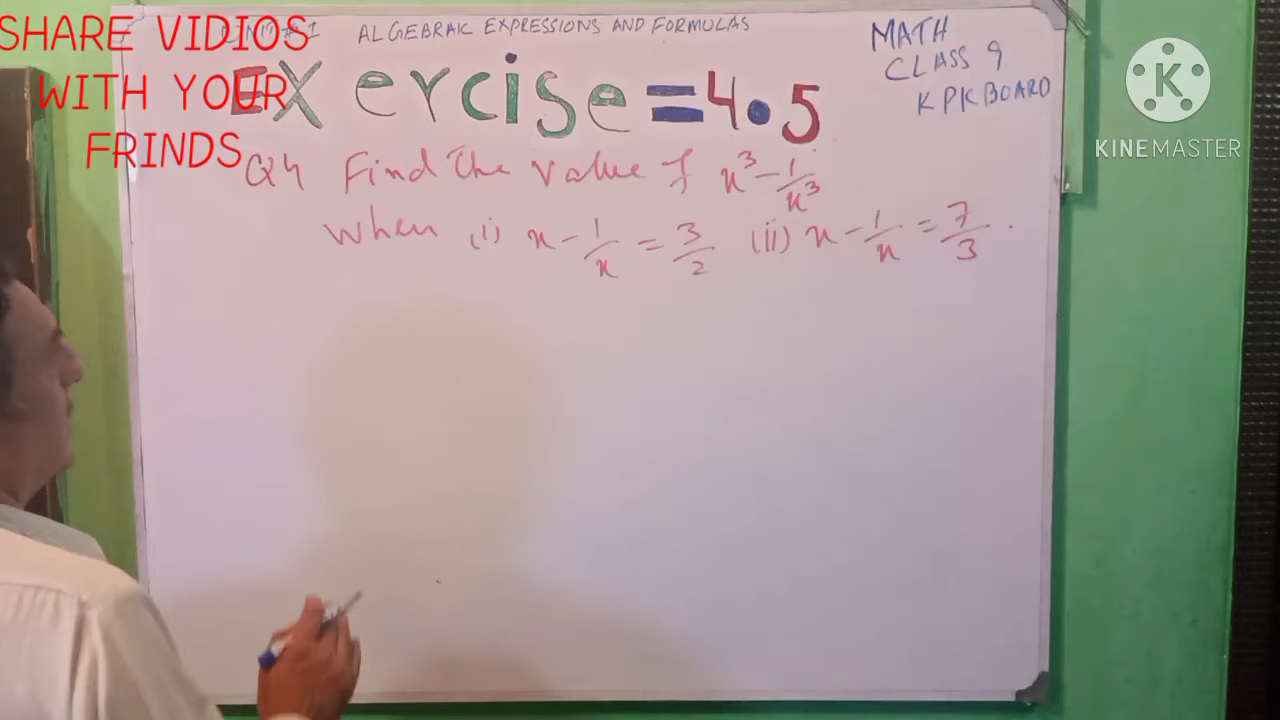 SHARE VIDIOS
WITH YOUR
FRINDS
ALGEBRAIC EXPRESSIONS AND FORMULAS
MATH
CLASS 9
KPK BOARD
KINEMASTER
EXercise = 4.5
Q4 Find The Value of x³ - 1/x³
When (i) x - 1/x = 3/2 (ii) x - 1/x = 7/3 .